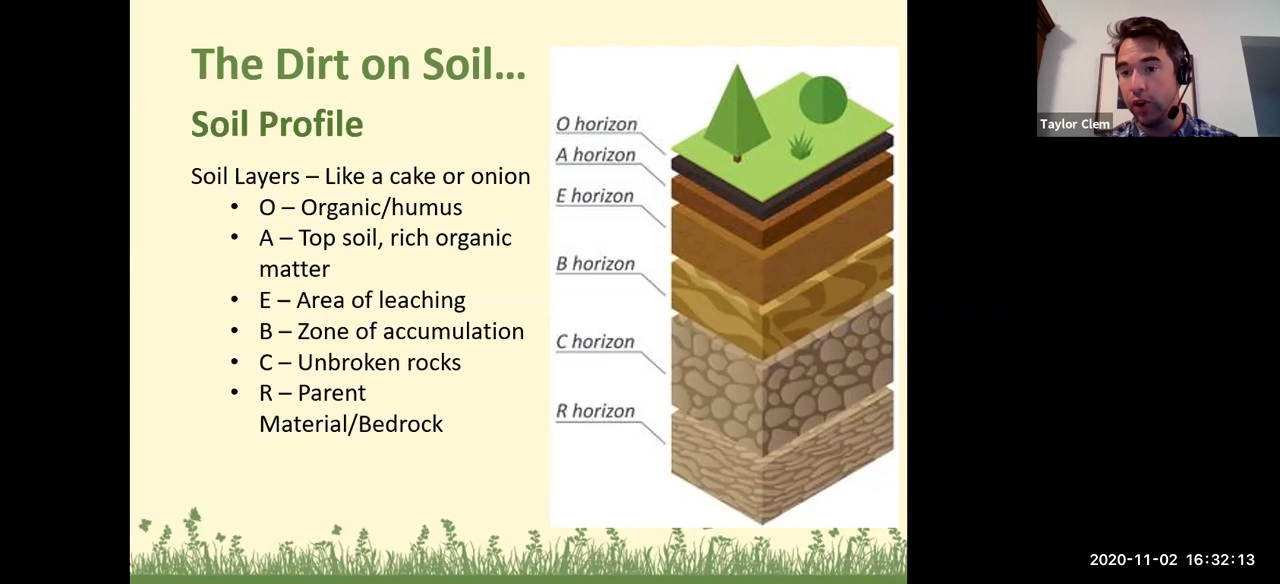 The Dirt on Soil...
Soil Profile
Soil Layers – Like a cake or onion
• O – Organic/humus
• A – Top soil, rich organic
matter
• E – Area of leaching
• B – Zone of accumulation
• C – Unbroken rocks
• R – Parent
Material/Bedrock
O horizon
A horizon
E horizon
B horizon
C horizon
R horizon
Taylor Clem
2020-11-02 16:32:13